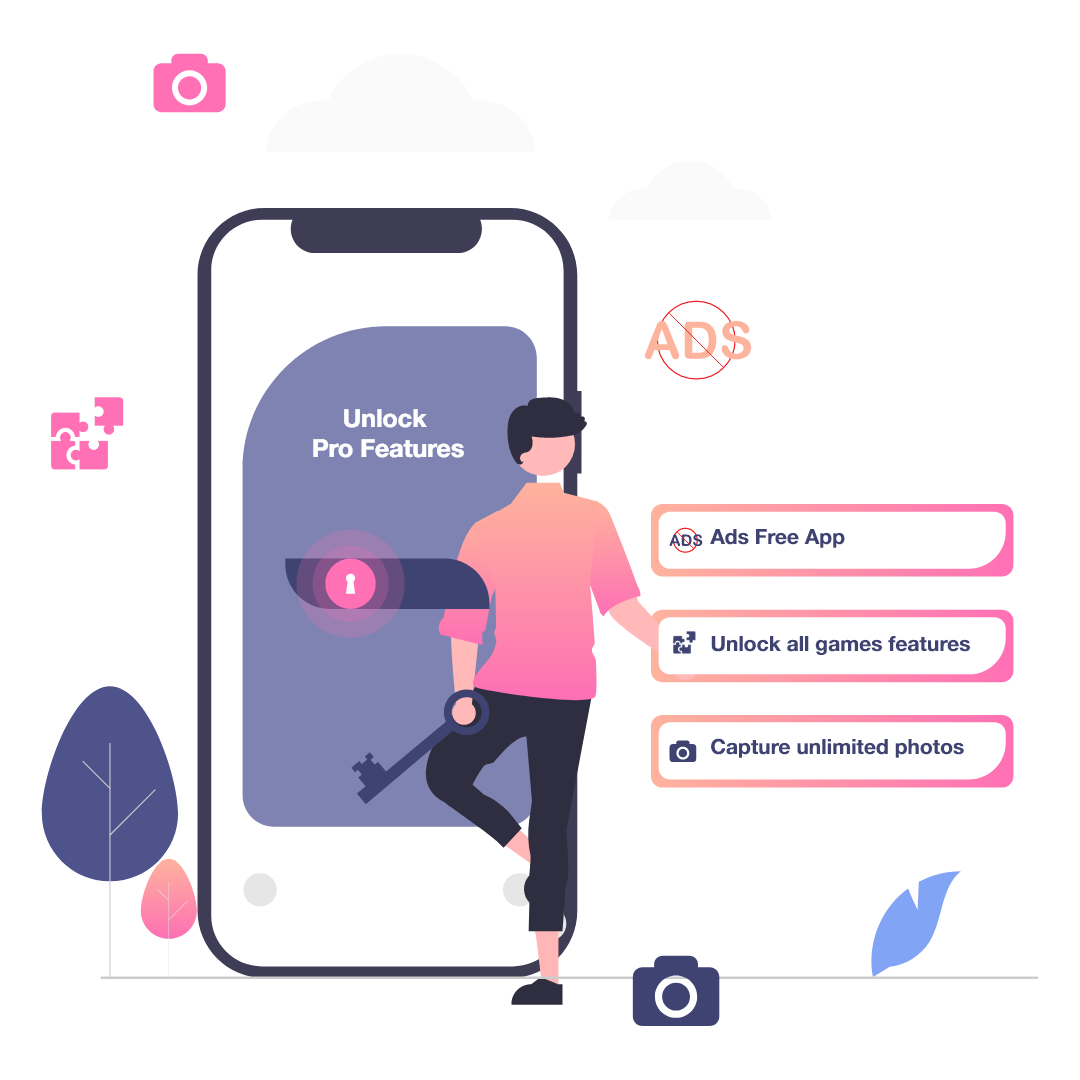 ADS
Unlock
Pro Features
ADS Ads Free App
Unlock all games features
Capture unlimited photos